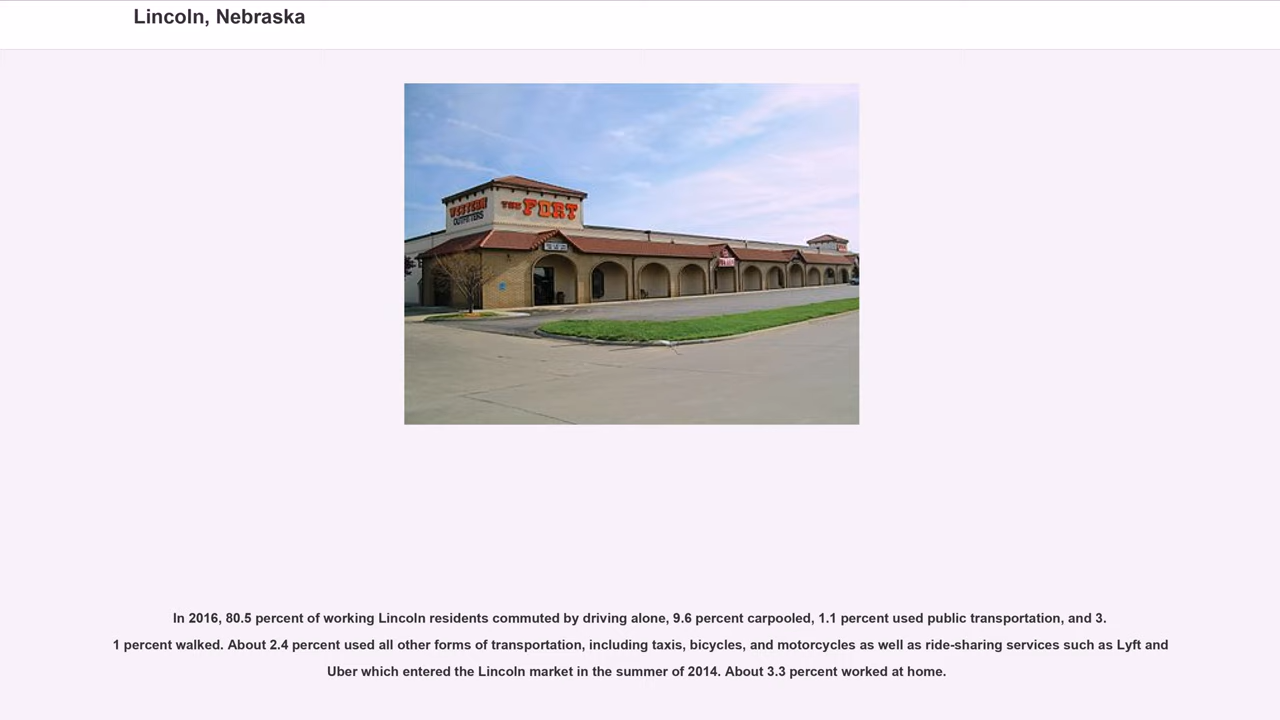 Lincoln, Nebraska
WESTERN
OUTFITTERS
THE FORT
In 2016, 80.5 percent of working Lincoln residents commuted by driving alone, 9.6 percent carpooled, 1.1 percent used public transportation, and 3.
1 percent walked. About 2.4 percent used all other forms of transportation, including taxis, bicycles, and motorcycles as well as ride-sharing services such as Lyft and
Uber which entered the Lincoln market in the summer of 2014. About 3.3 percent worked at home.